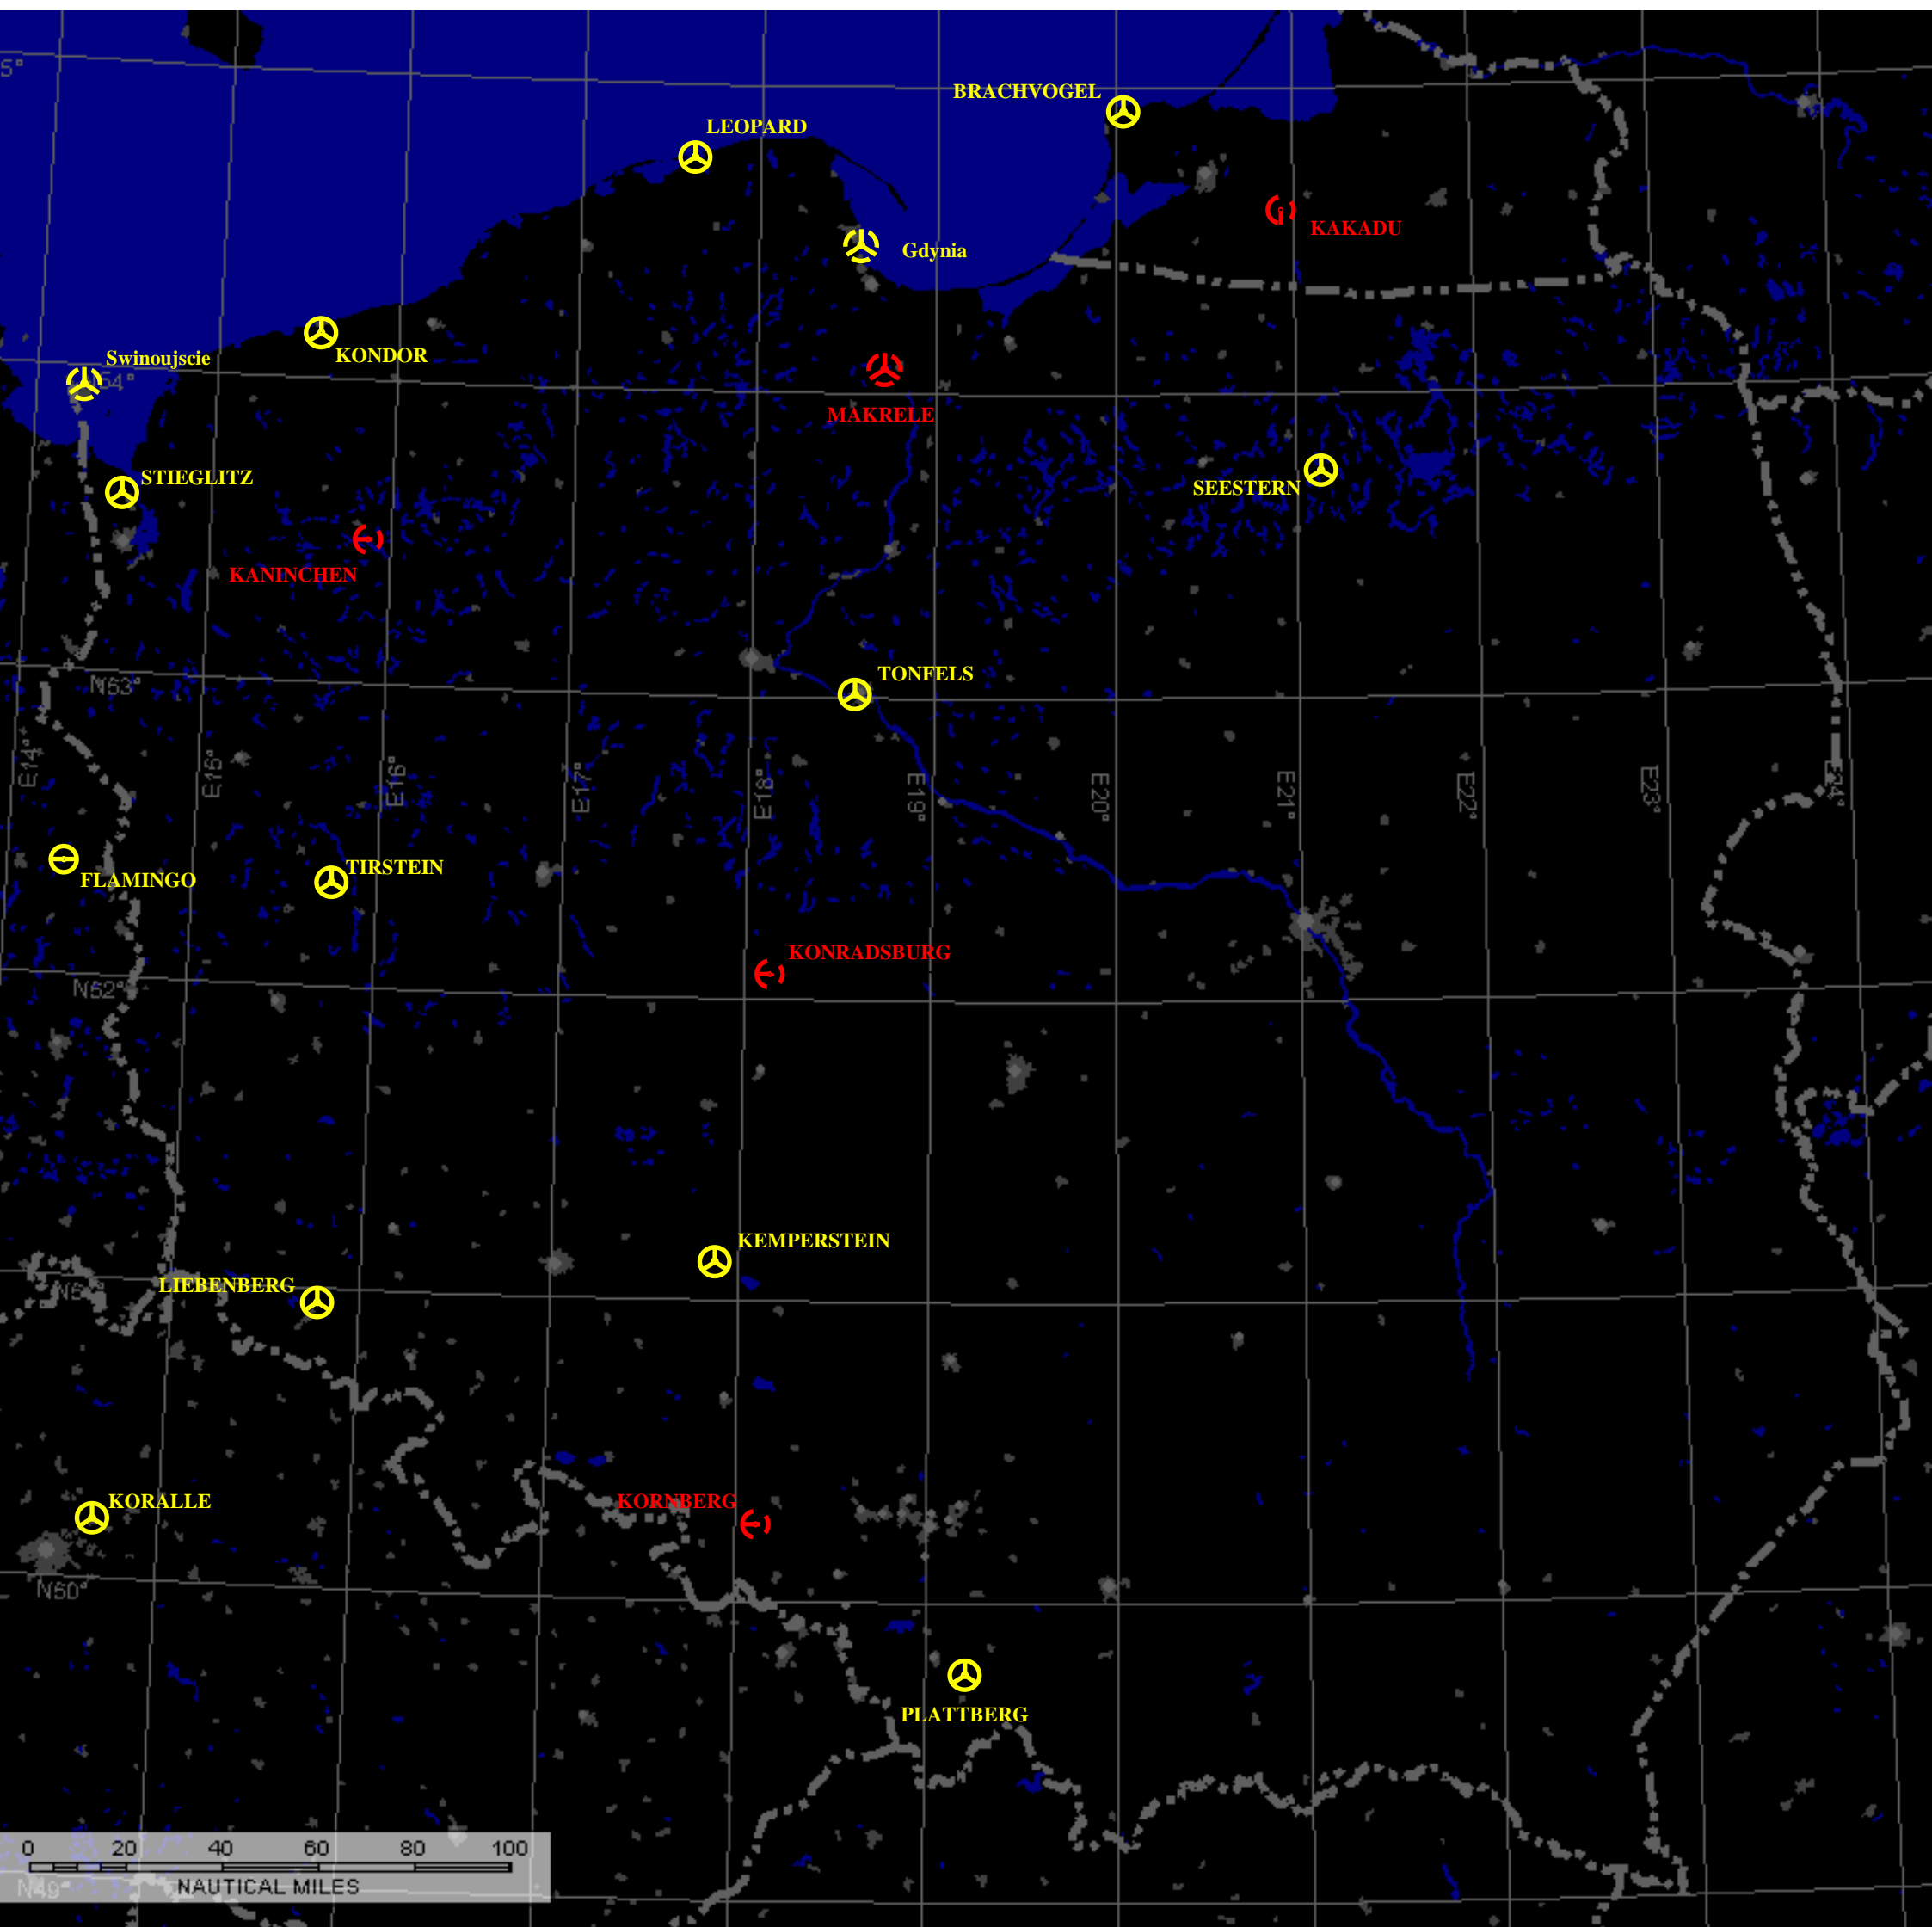 BRACHVOGEL
5°
LEOPARD
KAKADU
Gdynia
Swinoujscie
KONDOR
54°
MAKRELE
STIEGLITZ
SEESTERN
KANINCHEN
N53°
TONFELS
E14°
E15°
E16°
E17°
E18°
E19°
E20°
E21°
E22°
E23°
E24°
FLAMINGO
TIRSTEIN
KONRADSBURG
N52°
KEMPERSTEIN
LIEBENBERG
KORALLE
KORNBERG
N50°
PLATTBERG
0 20 40 60 80 100
NAUTICAL MILES
N49°